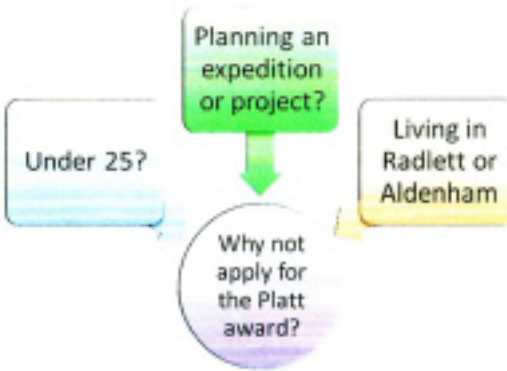 Planning an
expedition
or project?
Under 25?
Living in
Radlett or
Aldenham
Why not
apply for
the Platt
award?